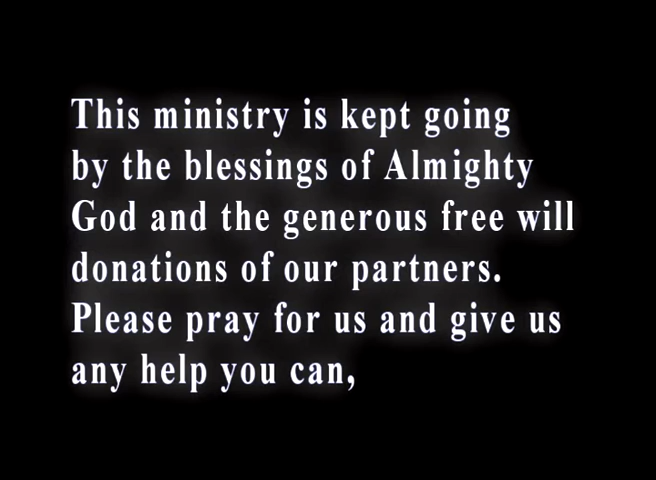 This ministry is kept going
by the blessings of Almighty
God and the generous free will
donations of our partners.
Please pray for us and give us
any help you can,